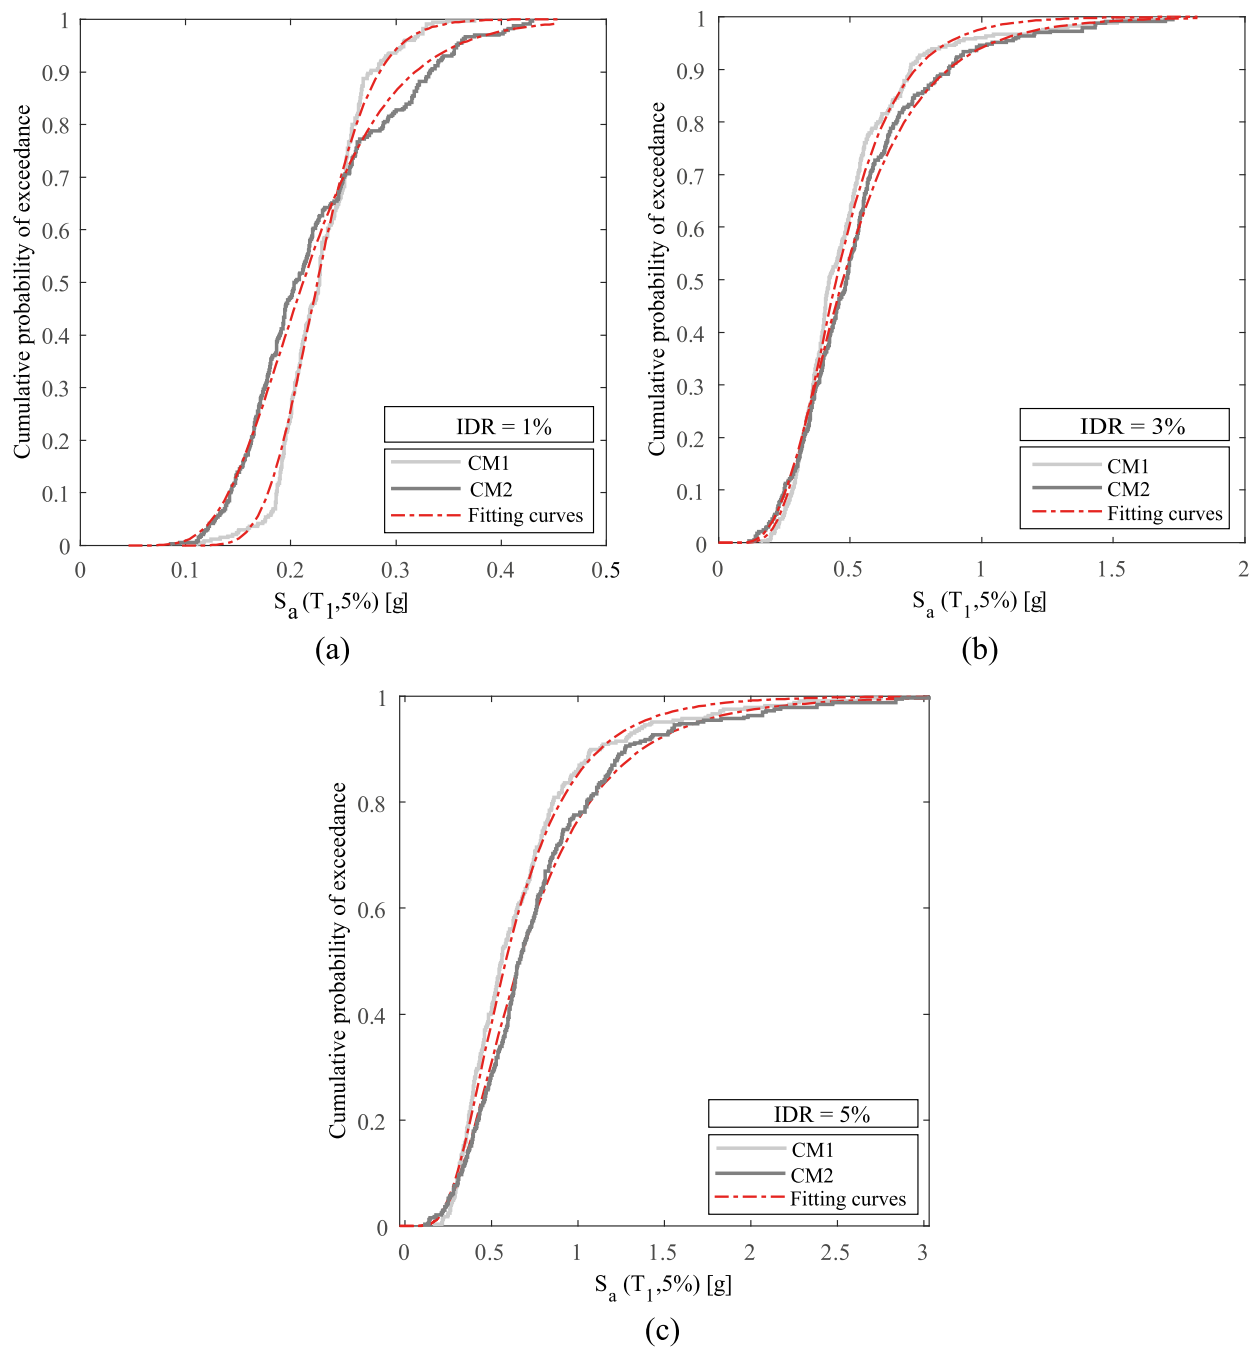 Cumulative probability of exceedance
1
0.9
0.8
0.7
0.6
0.5
0.4
0.3
0.2
0.1
0
0 0.1 0.2 0.3 0.4 0.5
IDR = 1%
CM1
CM2
Fitting curves
Sa (T1,5%) [g]
(a)
Cumulative probability of exceedance
1
0.9
0.8
0.7
0.6
0.5
0.4
0.3
0.2
0.1
0
0 0.5 1 1.5 2
IDR = 3%
CM1
CM2
Fitting curves
Sa (T1,5%) [g]
(b)
Cumulative probability of exceedance
1
0.8
0.6
0.4
0.2
0
0 0.5 1 1.5 2 2.5 3
IDR = 5%
CM1
CM2
Fitting curves
Sa (T1,5%) [g]
(c)